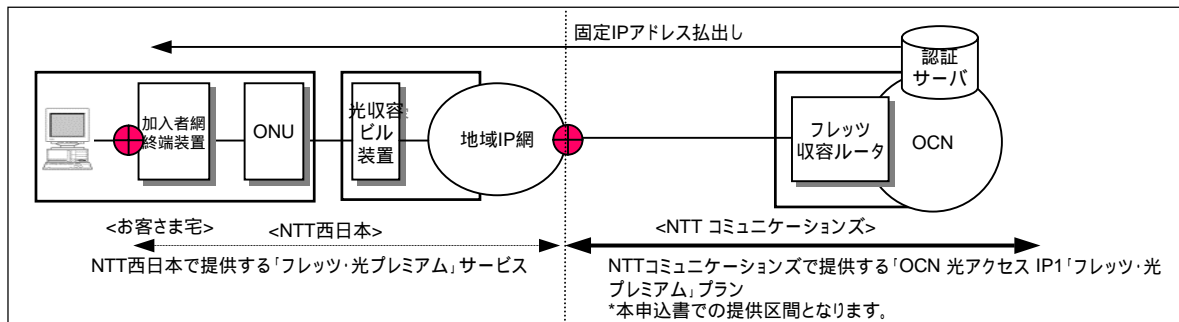 固定IPアドレス払出し
認証
サーバ
加入者網
終端装置
ONU
光収容
ビル
装置
地域IP網
フレッツ
収容ルータ
OCN
<お客さま宅>
<NTT西日本>
<NTT コミュニケーションズ>
NTT西日本で提供する「フレッツ・光プレミアム」サービス
NTTコミュニケーションズで提供する「OCN 光アクセス IP1「フレッツ・光
プレミアム」プラン
*本申込書での提供区間となります。